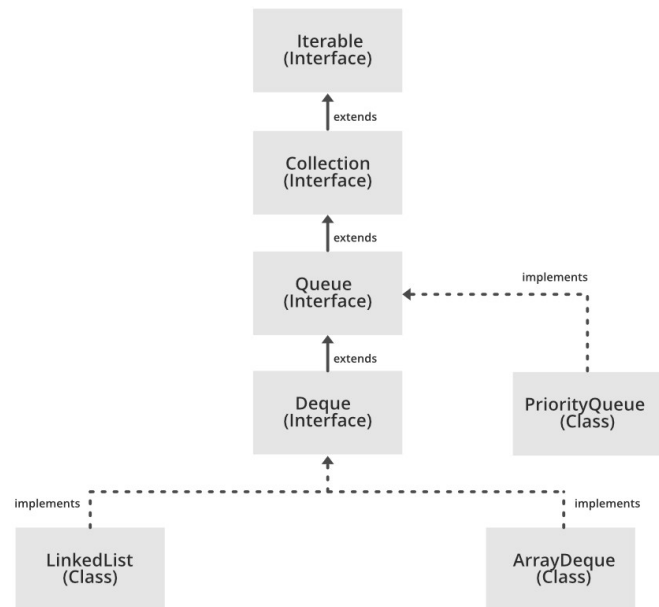 Iterable
(Interface)
extends
Collection
(Interface)
extends
Queue
(Interface)
implements
extends
Deque
(Interface)
PriorityQueue
(Class)
implements
implements
LinkedList
(Class)
ArrayDeque
(Class)